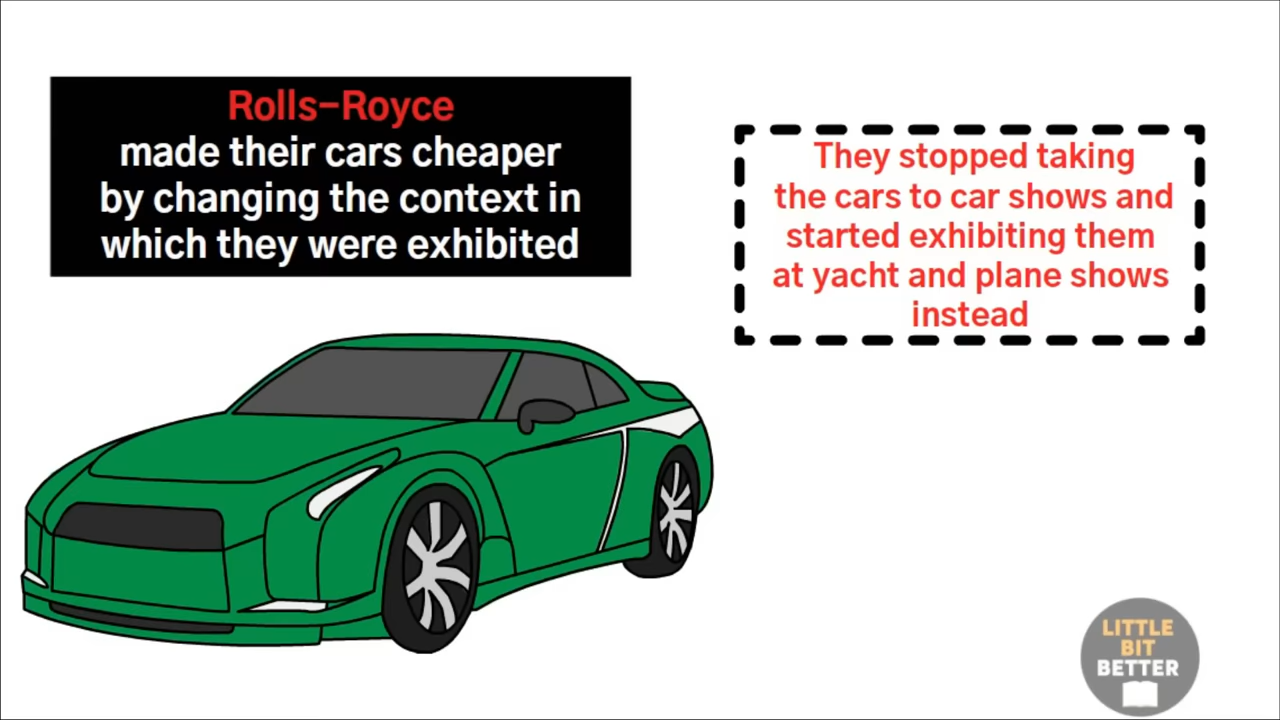 Rolls-Royce
made their cars cheaper
by changing the context in
which they were exhibited
They stopped taking
the cars to car shows and
started exhibiting them
at yacht and plane shows
instead
LITTLE
BIT
BETTER